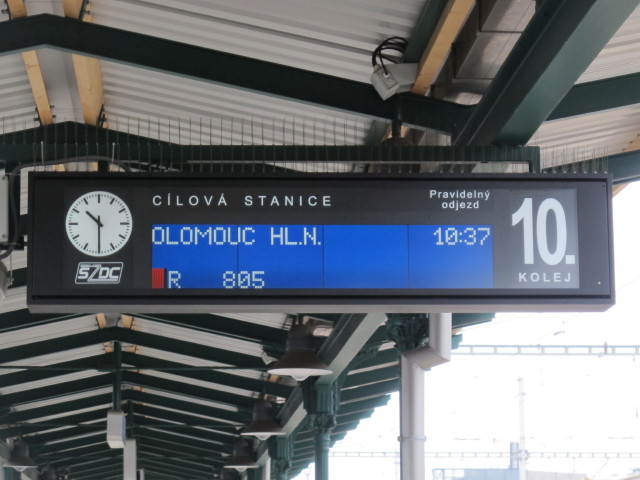 CÍLOVÁ STANICE
Pravidelný
odjezd
OLOMOUC HL.N. 10:37
R 805
10.
KOLEJ
SŽDC